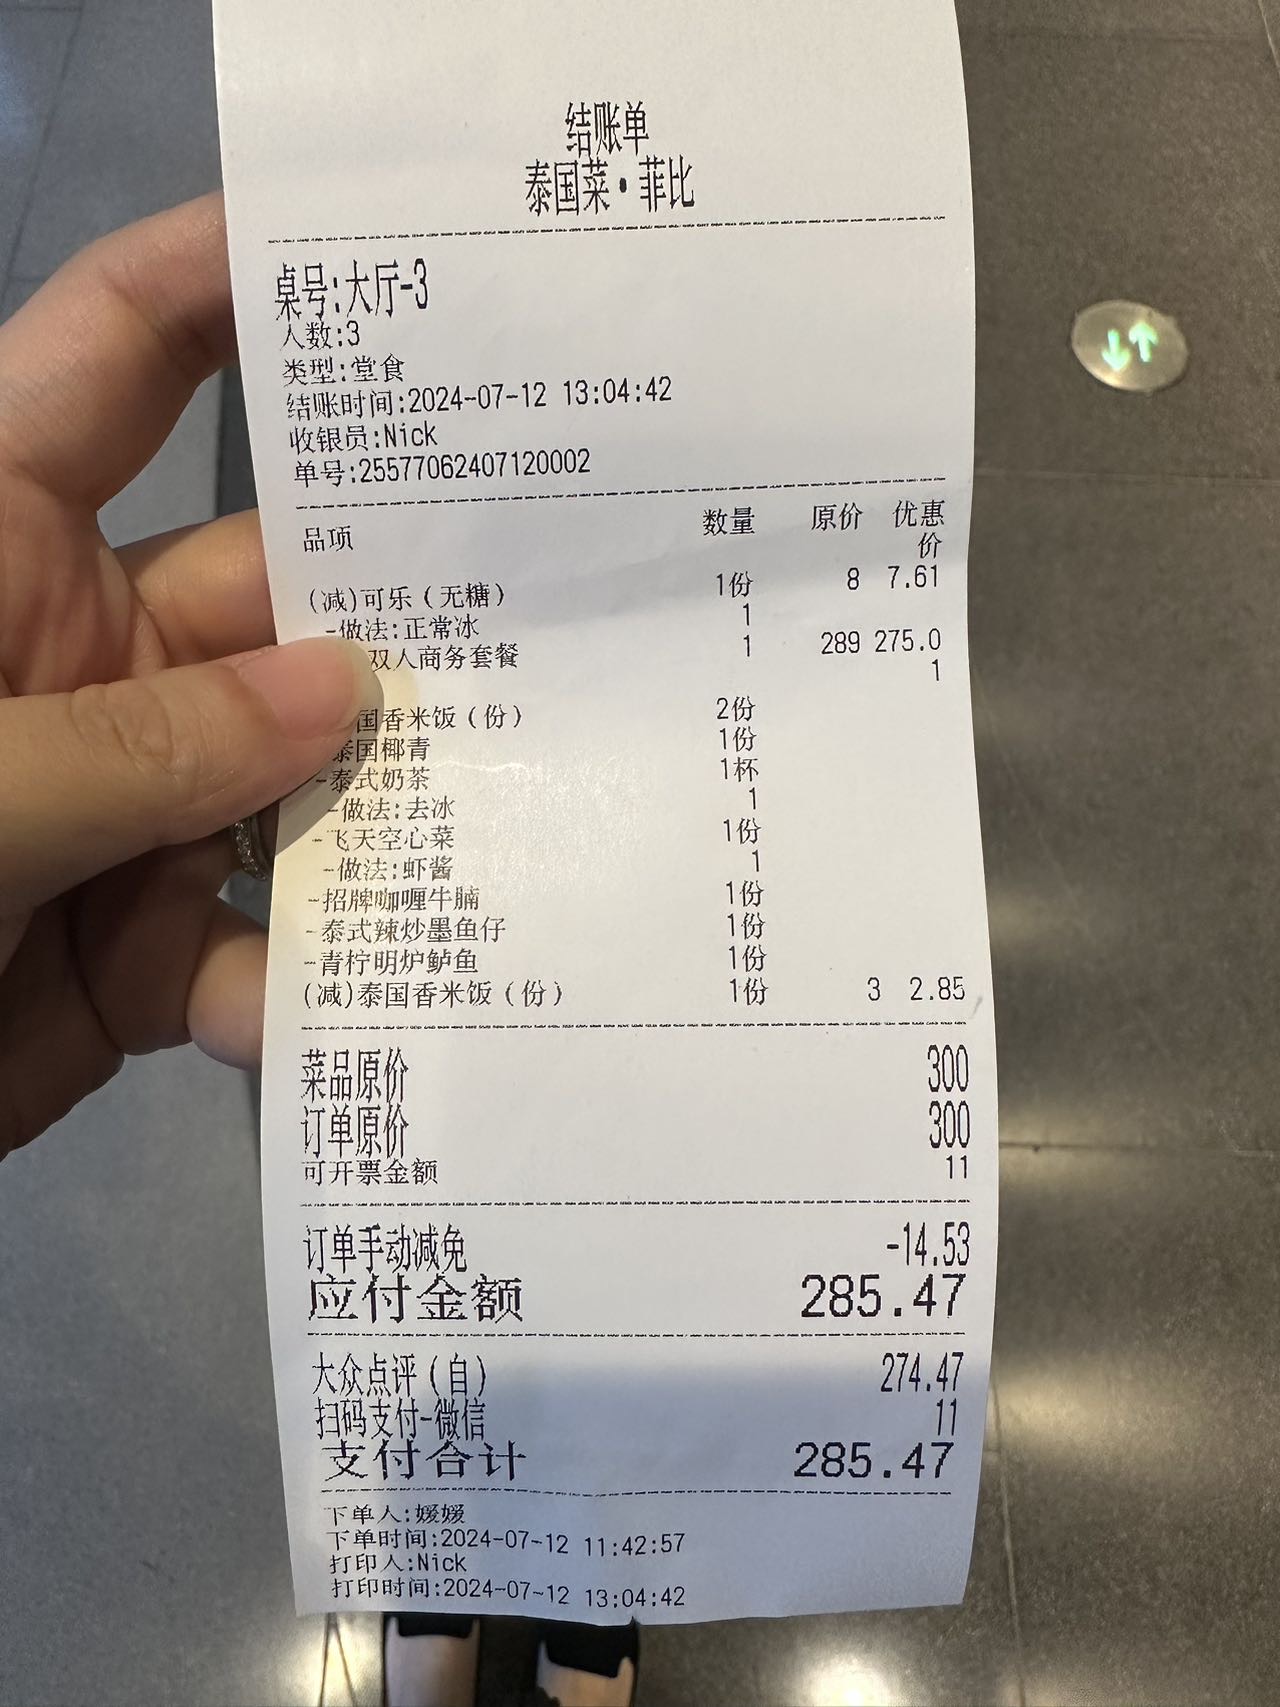 结账单
泰国菜·菲比
桌号:大厅-3
人数:3
类型:堂食
结账时间:2024-07-12 13:04:42
收银员:Nick
单号:25577062407120002
品项 数量 原价 优惠价
(减)可乐（无糖） 1份 8 7.61
-做法:正常冰 1
双人商务套餐 1 289 275.01
国香米饭（份） 2份
泰国椰青 1份
-泰式奶茶 1杯
-做法:去冰 1
-飞天空心菜 1份
-做法:虾酱 1
-招牌咖喱牛腩 1份
-泰式辣炒墨鱼仔 1份
-青柠明炉鲈鱼 1份
(减)泰国香米饭（份） 1份 3 2.85
菜品原价 300
订单原价 300
可开票金额 11
订单手动减免 -14.53
应付金额 285.47
大众点评（自） 274.47
扫码支付-微信 11
支付合计 285.47
下单人:媛媛
下单时间:2024-07-12 11:42:57
打印人:Nick
打印时间:2024-07-12 13:04:42